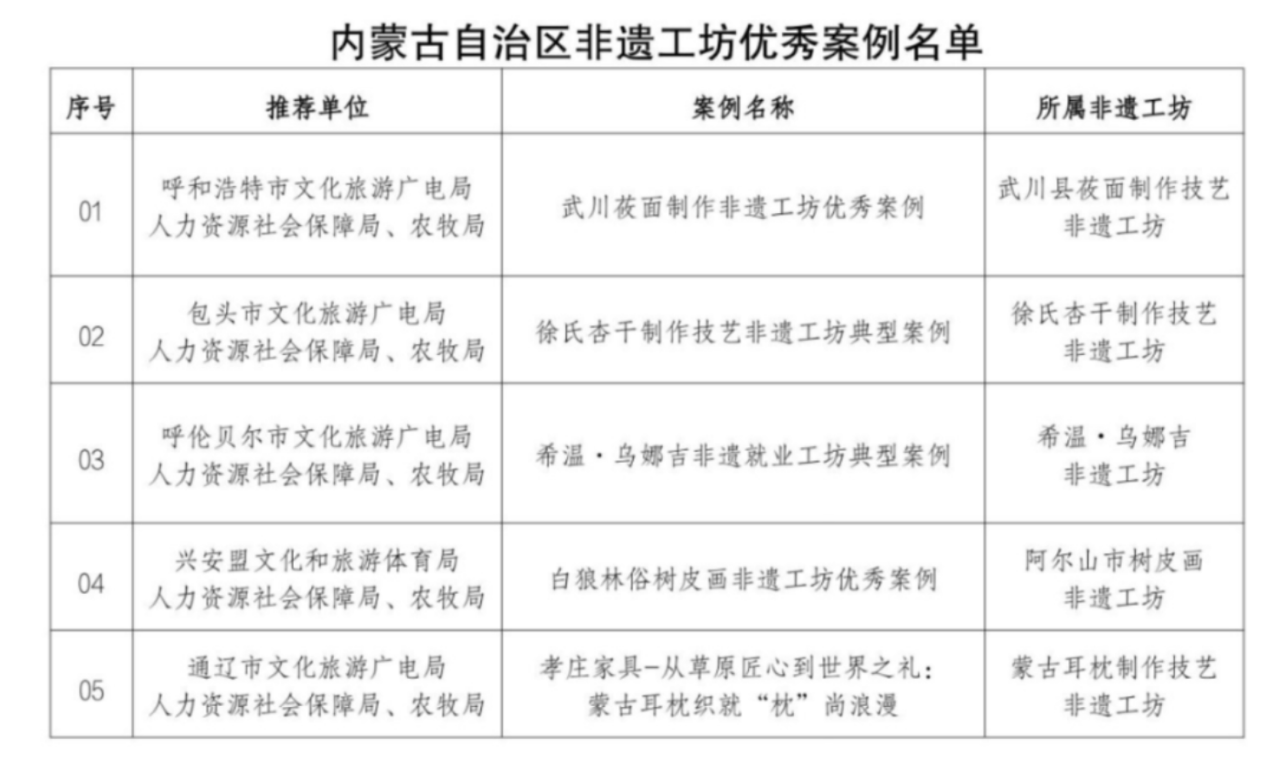 内蒙古自治区非遗工坊优秀案例名单
序号 推荐单位 案例名称 所属非遗工坊
01 呼和浩特市文化旅游广电局
人力资源社会保障局、农牧局
武川莜面制作非遗工坊优秀案例
武川县莜面制作技艺
非遗工坊
02 包头市文化旅游广电局
人力资源社会保障局、农牧局
徐氏杏干制作技艺非遗工坊典型案例
徐氏杏干制作技艺
非遗工坊
03 呼伦贝尔市文化旅游广电局
人力资源社会保障局、农牧局
希温·乌娜吉非遗就业工坊典型案例
希温·乌娜吉
非遗工坊
04 兴安盟文化和旅游体育局
人力资源社会保障局、农牧局
白狼林俗树皮画非遗工坊优秀案例
阿尔山市树皮画
非遗工坊
05 通辽市文化旅游广电局
人力资源社会保障局、农牧局
孝庄家具-从草原匠心到世界之礼：
蒙古耳枕织就“枕”尚浪漫
蒙古耳枕制作技艺
非遗工坊